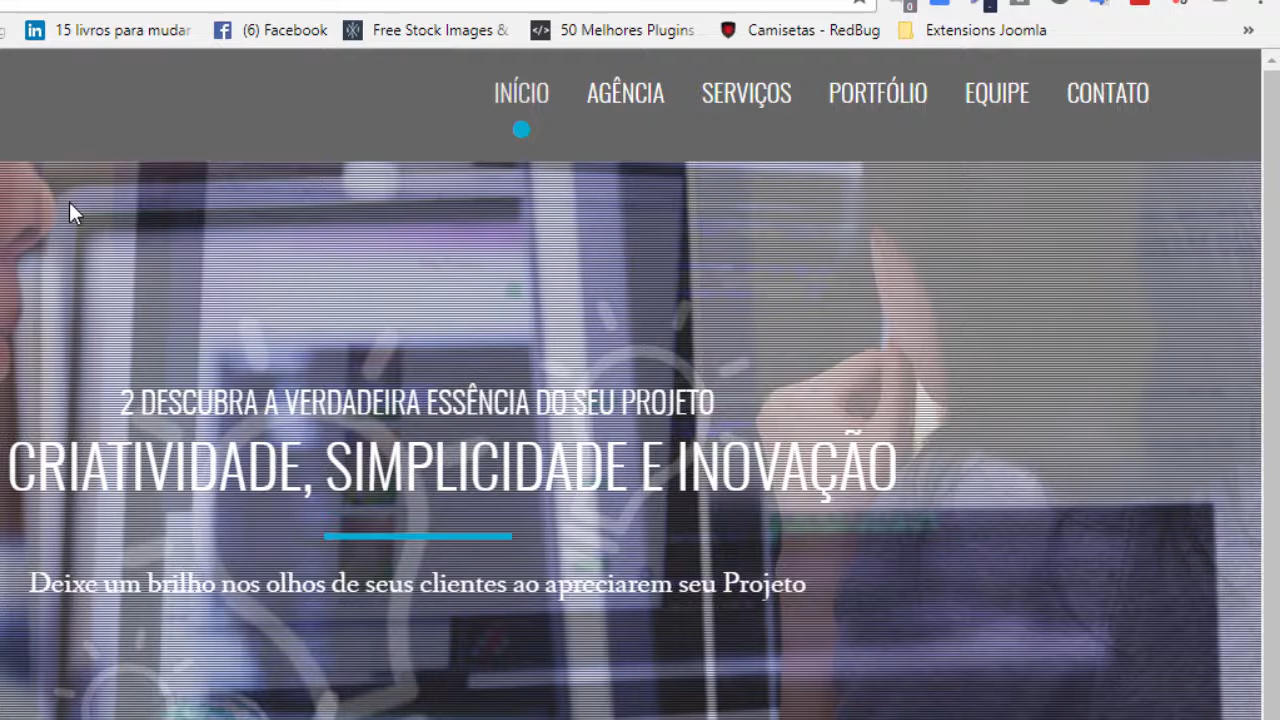 15 livros para mudar (6) Facebook Free Stock Images & 50 Melhores Plugins Camisetas - RedBug Extensions Joomla »
INÍCIO AGÊNCIA SERVIÇOS PORTFÓLIO EQUIPE CONTATO
2 DESCUBRA A VERDADEIRA ESSÊNCIA DO SEU PROJETO
CRIATIVIDADE, SIMPLICIDADE E INOVAÇÃO
Deixe um brilho nos olhos de seus clientes ao apreciarem seu Projeto